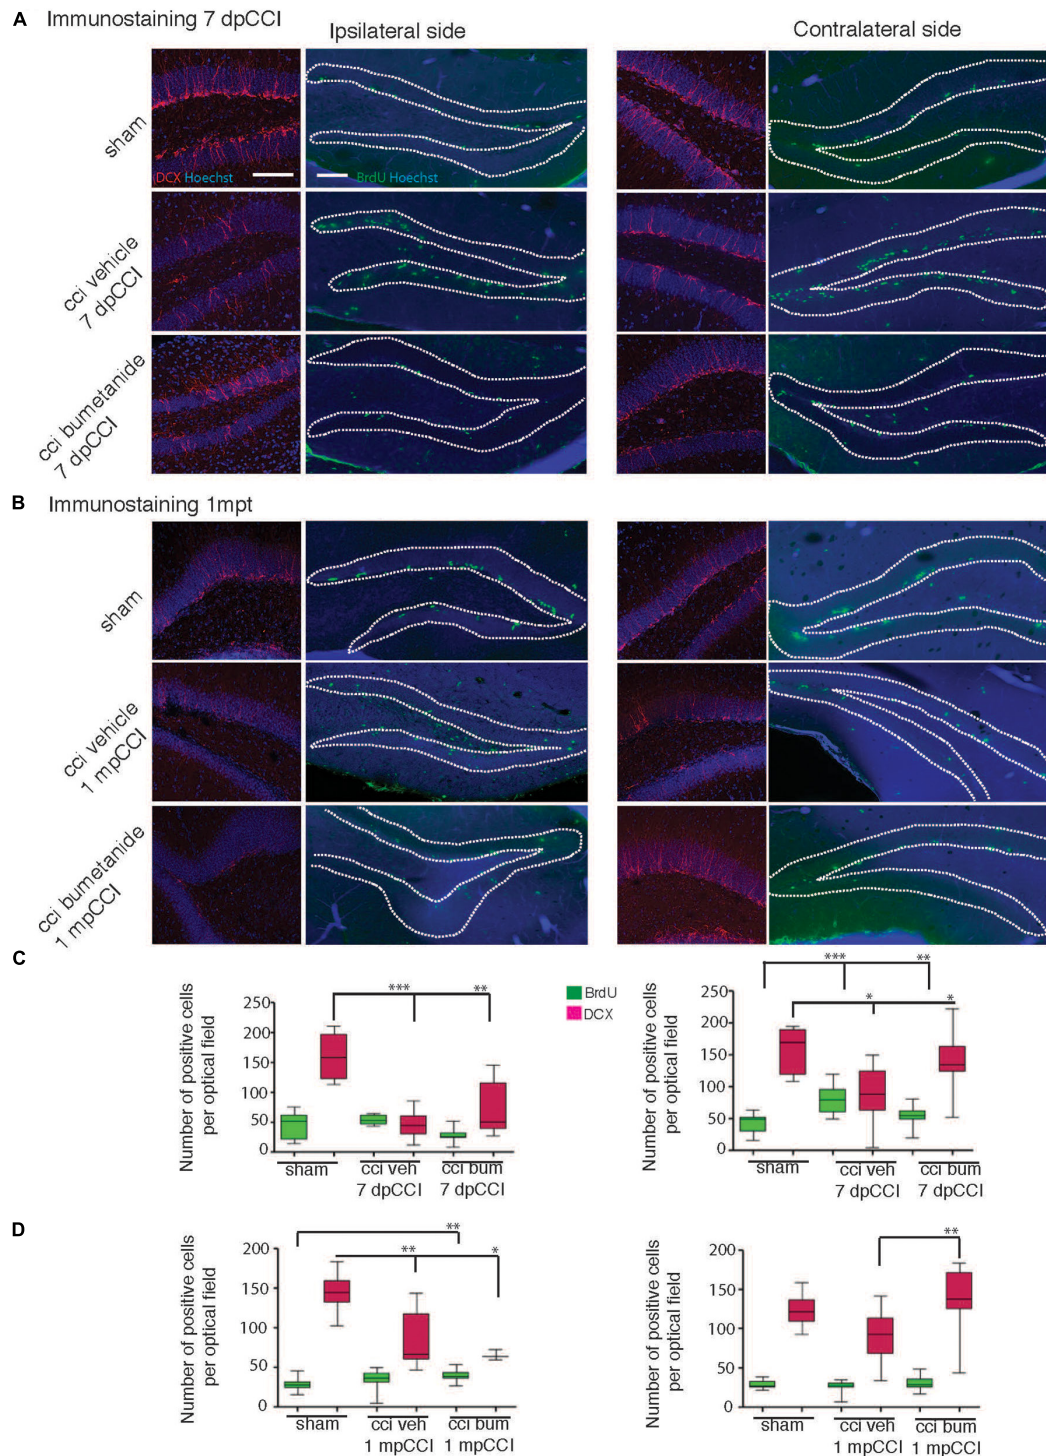 A Immunostaining 7 dpCCI
Ipsilateral side
Contralateral side
sham
DCX Hoechst
BrdU Hoechst
cci vehicle
7 dpCCI
cci bumetanide
7 dpCCI
B Immunostaining 1mpt
sham
cci vehicle
1 mpCCI
cci bumetanide
1 mpCCI
C
Number of positive cells
per optical field
250
200
150
100
50
0
***
**
sham
cci veh
7 dpCCI
cci bum
7 dpCCI
BrdU
DCX
Number of positive cells
per optical field
250
200
150
100
50
0
***
**
*
*
sham
cci veh
7 dpCCI
cci bum
7 dpCCI
D
Number of positive cells
per optical field
200
150
100
50
0
**
**
*
sham
cci veh
1 mpCCI
cci bum
1 mpCCI
Number of positive cells
per optical field
200
150
100
50
0
**
sham
cci veh
1 mpCCI
cci bum
1 mpCCI